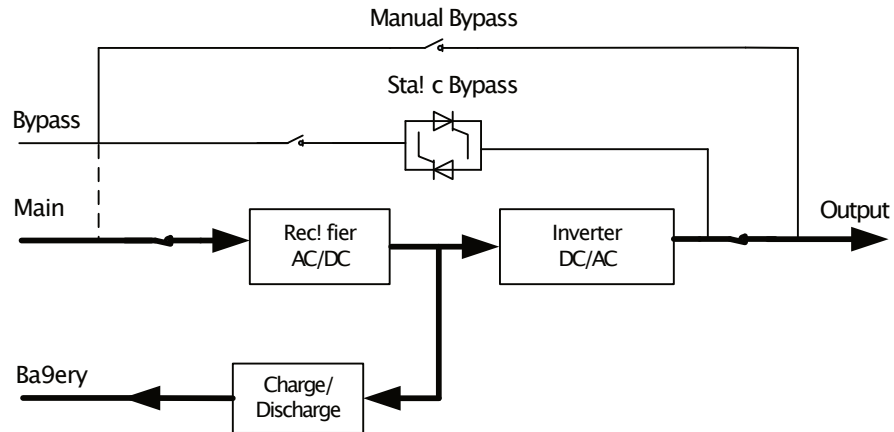 Manual Bypass
Sta! c Bypass
Bypass
Main
Rec! fier
AC/DC
Inverter
DC/AC
Output
Ba9ery
Charge/
Discharge